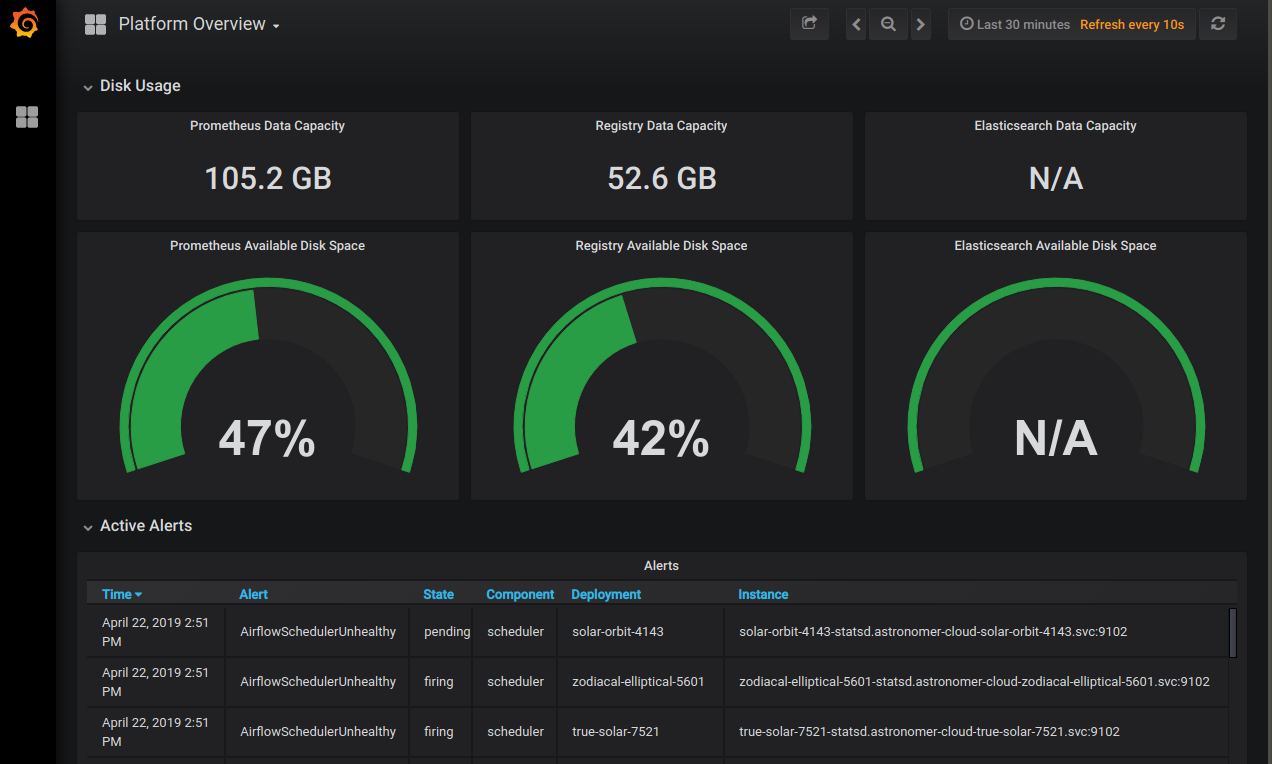 Platform Overview
Last 30 minutes Refresh every 10s
Disk Usage
Prometheus Data Capacity
105.2 GB
Registry Data Capacity
52.6 GB
Elasticsearch Data Capacity
N/A
Prometheus Available Disk Space
47%
Registry Available Disk Space
42%
Elasticsearch Available Disk Space
N/A
Active Alerts
Alerts
Time Alert State Component Deployment Instance
April 22, 2019 2:51
PM
AirflowSchedulerUnhealthy pending scheduler solar-orbit-4143 solar-orbit-4143-statsd.astronomer-cloud-solar-orbit-4143.svc:9102
April 22, 2019 2:51
PM
AirflowSchedulerUnhealthy firing scheduler zodiacal-elliptical-5601 zodiacal-elliptical-5601-statsd.astronomer-cloud-zodiacal-elliptical-5601.svc:9102
April 22, 2019 2:51
PM
AirflowSchedulerUnhealthy firing scheduler true-solar-7521 true-solar-7521-statsd.astronomer-cloud-true-solar-7521.svc:9102